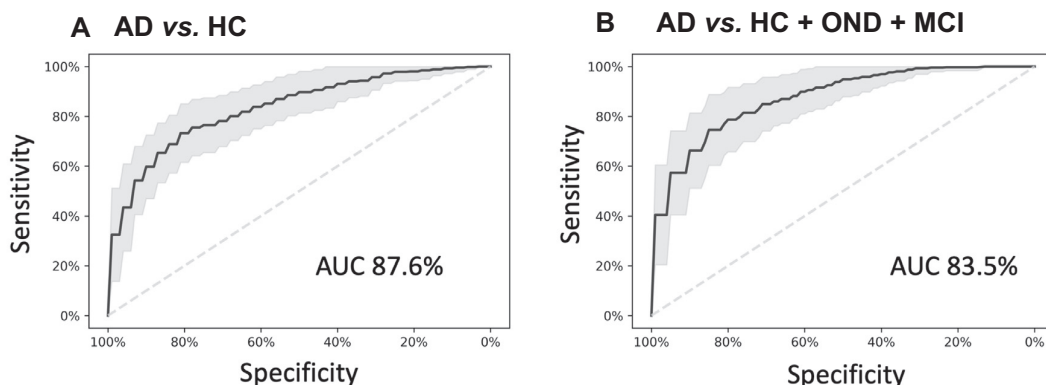 A AD vs. HC
100%
80%
60%
40%
20%
0%
Sensitivity
AUC 87.6%
100% 80% 60% 40% 20% 0%
Specificity
B AD vs. HC + OND + MCI
100%
80%
60%
40%
20%
0%
Sensitivity
AUC 83.5%
100% 80% 60% 40% 20% 0%
Specificity